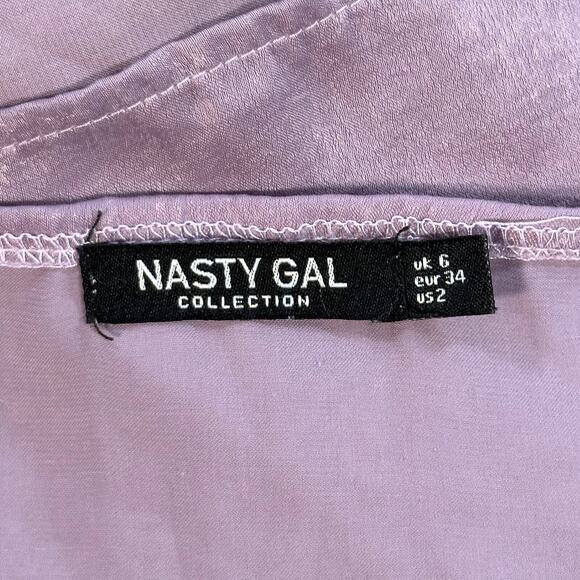 NASTY GAL
COLLECTION
uk 6
eur 34
us 2